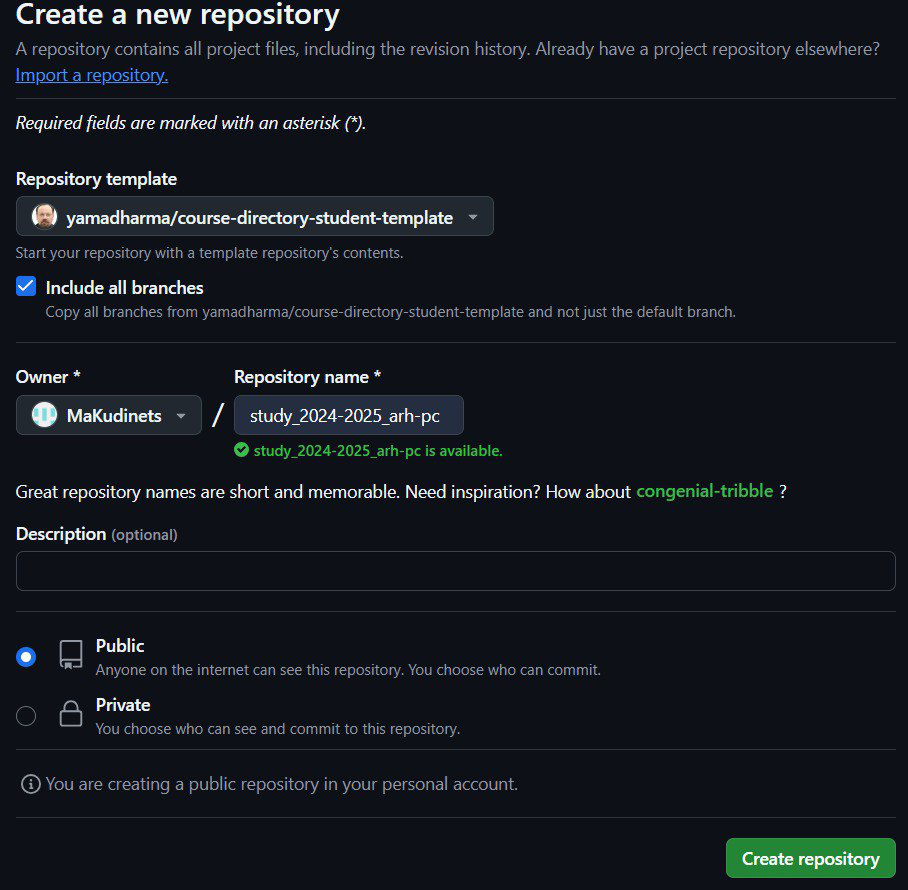 Create a new repository
A repository contains all project files, including the revision history. Already have a project repository elsewhere?
Import a repository.
Required fields are marked with an asterisk (*).
Repository template
yamadharma/course-directory-student-template
Start your repository with a template repository's contents.
Include all branches
Copy all branches from yamadharma/course-directory-student-template and not just the default branch.
Owner * Repository name *
MaKudinets / study_2024-2025_arh-pc
study_2024-2025_arh-pc is available.
Great repository names are short and memorable. Need inspiration? How about congenial-tribble ?
Description (optional)
Public
Anyone on the internet can see this repository. You choose who can commit.
Private
You choose who can see and commit to this repository.
You are creating a public repository in your personal account.
Create repository